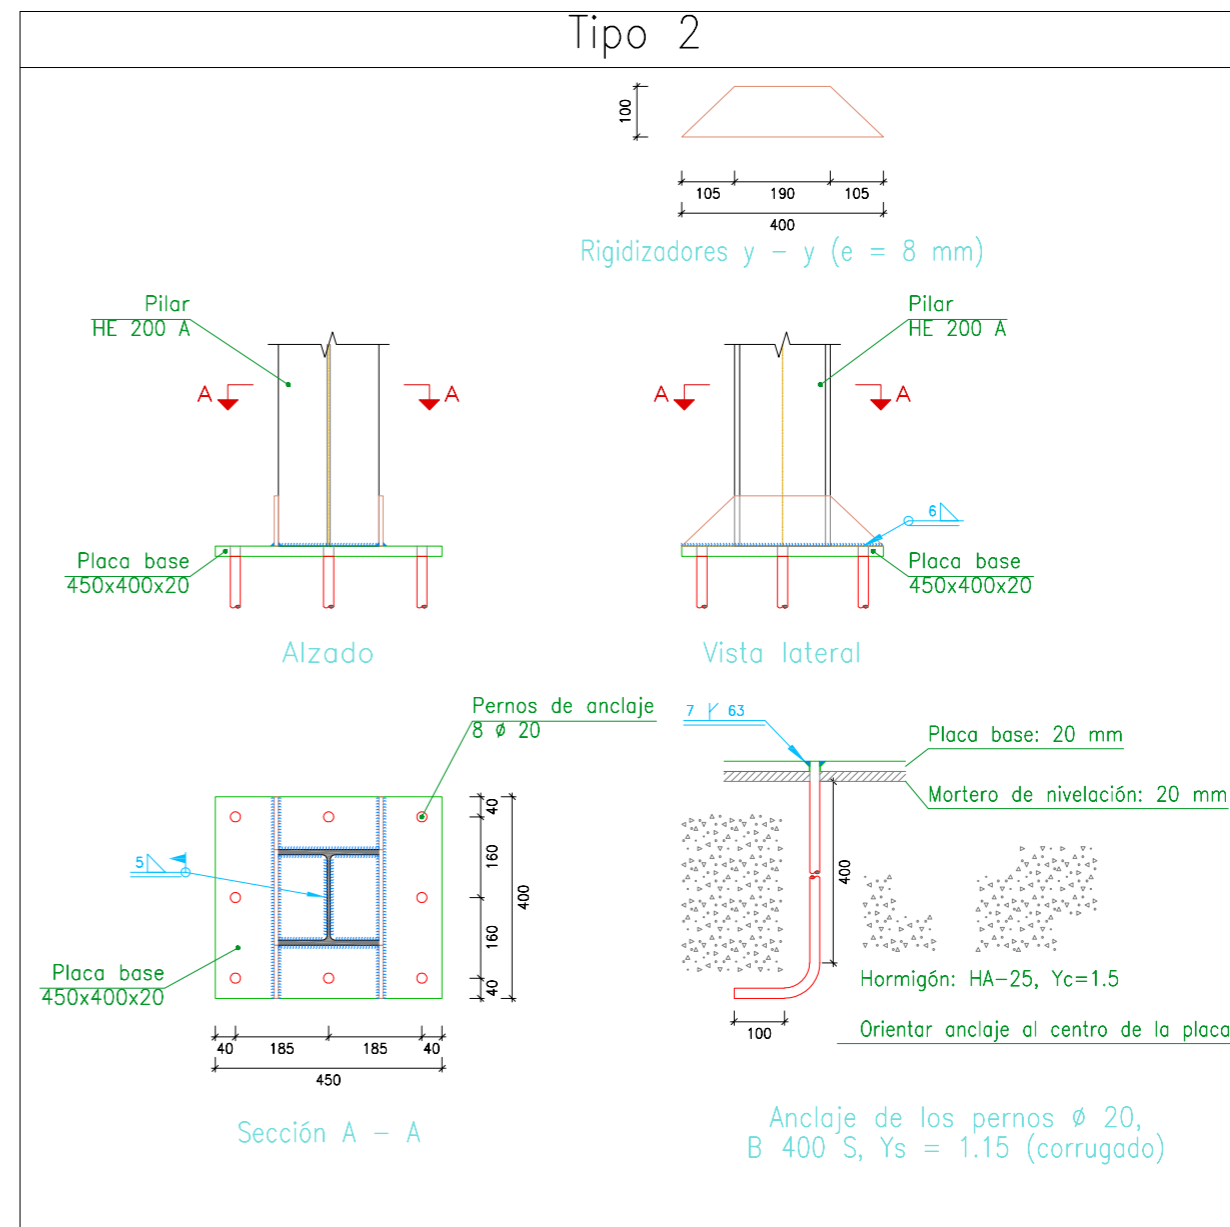 Tipo 2
100
105 190 105
400
Rigidizadores y - y (e = 8 mm)
Pilar
HE 200 A
A A
Placa base
450x400x20
Alzado
Pilar
HE 200 A
A A
6
Placa base
450x400x20
Vista lateral
Pernos de anclaje
8 ø 20
5
Placa base
450x400x20
40
160
160
40
400
40 185 185 40
450
Sección A - A
7 63
Placa base: 20 mm
Mortero de nivelación: 20 mm
400
Hormigón: HA-25, Yc=1.5
100
Orientar anclaje al centro de la placa
Anclaje de los pernos ø 20,
B 400 S, Ys = 1.15 (corrugado)